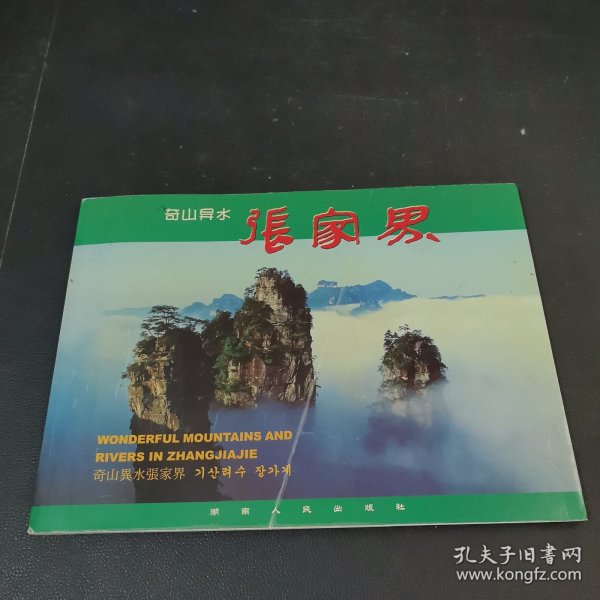 奇山異水 張家界
WONDERFUL MOUNTAINS AND
RIVERS IN ZHANGJIAJIE
奇山異水張家界 기산려수 장가계
湖南人民出版社
孔夫子旧书网
www.kongfz.com